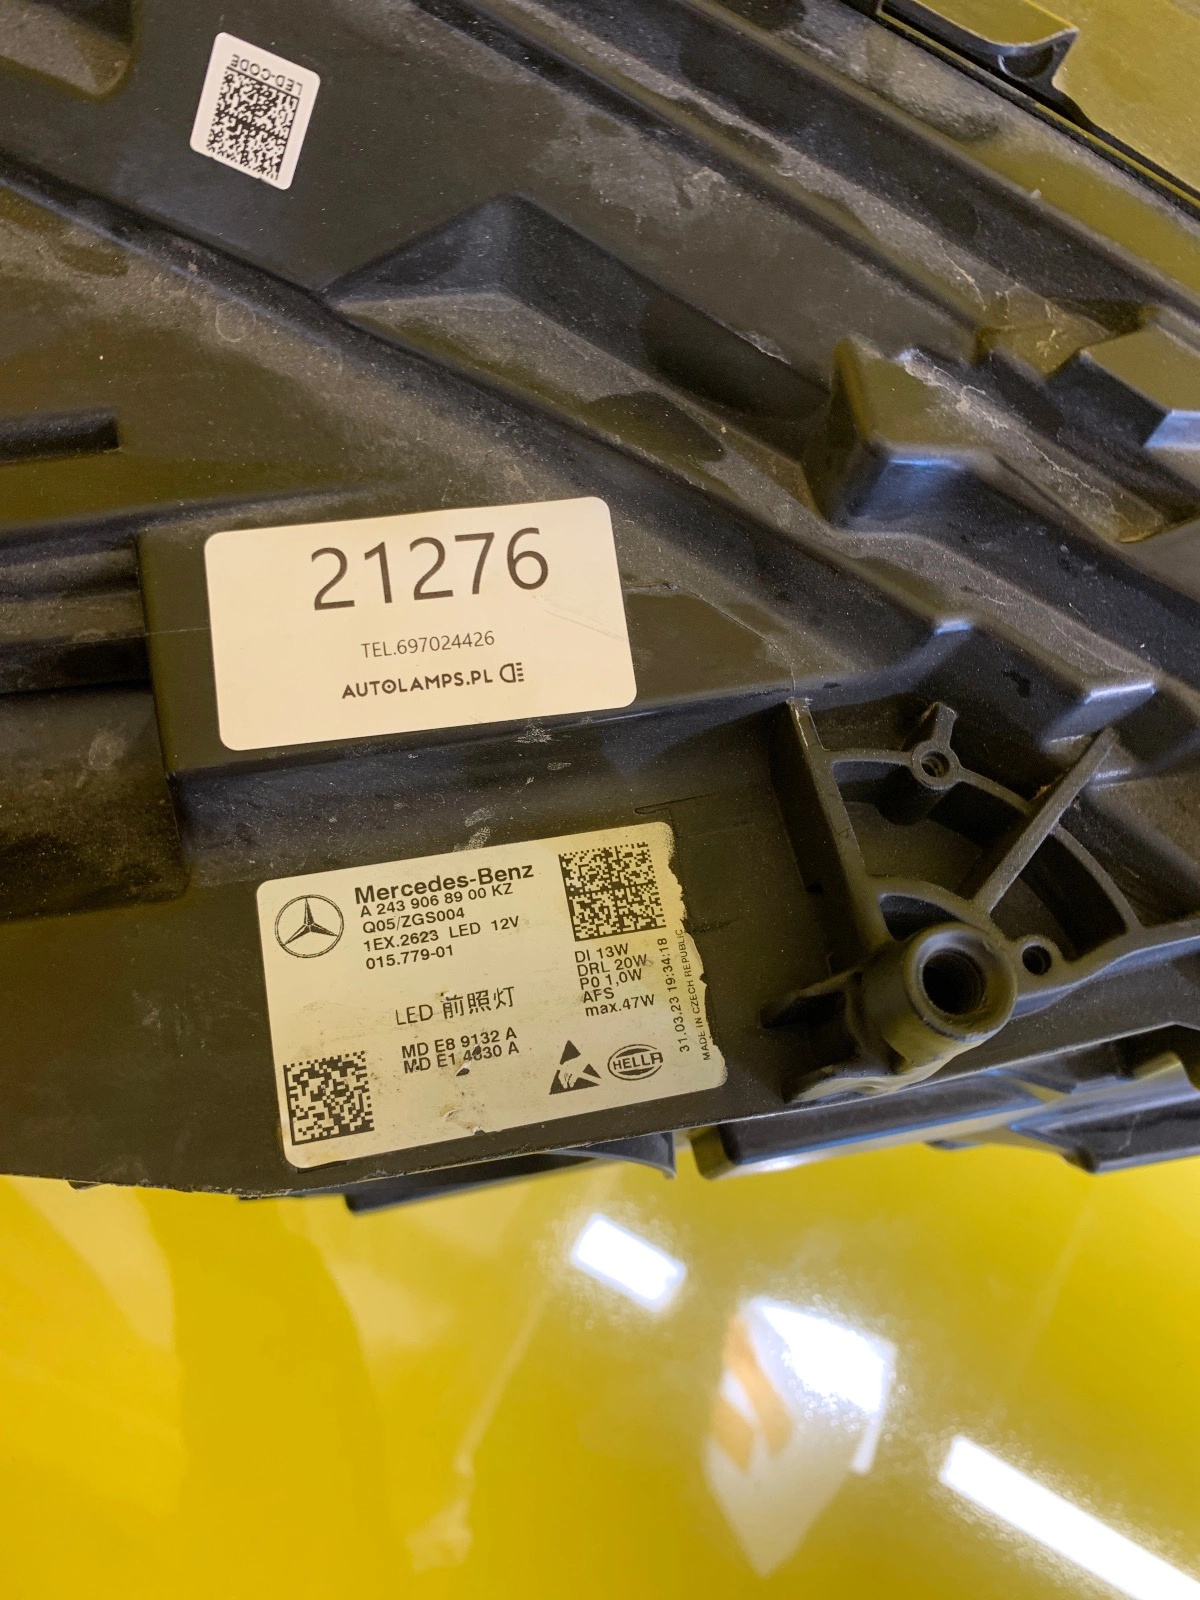 LED-CODE
21276
TEL.697024426
AUTOLAMPS.PL
Mercedes-Benz
A 243 906 89 00 KZ
Q05/ZGS004
1EX.2623 LED 12V
015.779-01
LED 前照灯
MD E8 9132 A
MD E1 4830 A
DI 13W
DRL 20W
P0 1,0W
AFS
max.47W
HELLA
31.03.23 19:34:18
MADE IN CZECH REPUBLIC